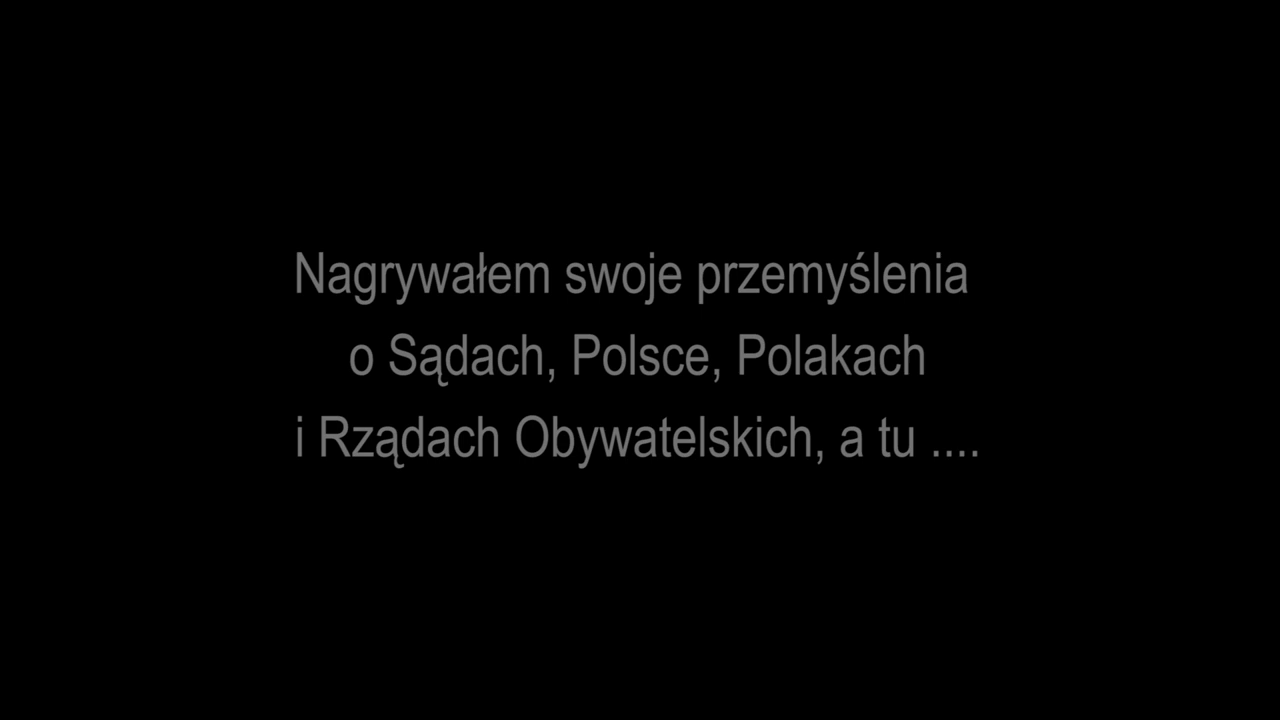 Nagrywałem swoje przemyślenia
o Sądach, Polsce, Polakach
i Rządach Obywatelskich, a tu ....